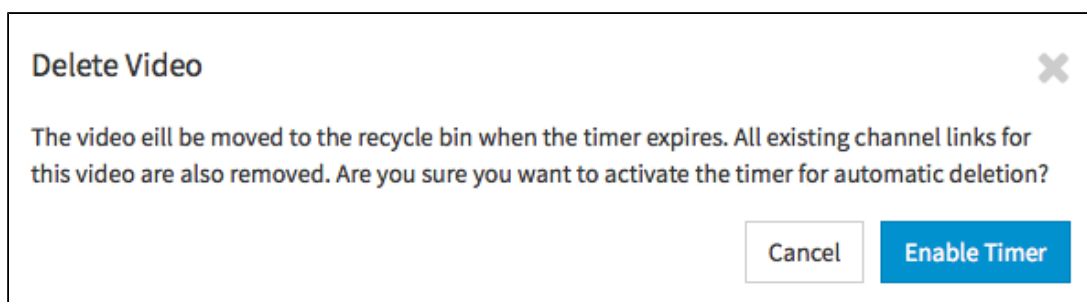 Delete Video
The video eill be moved to the recycle bin when the timer expires. All existing channel links for
this video are also removed. Are you sure you want to activate the timer for automatic deletion?
Cancel
Enable Timer